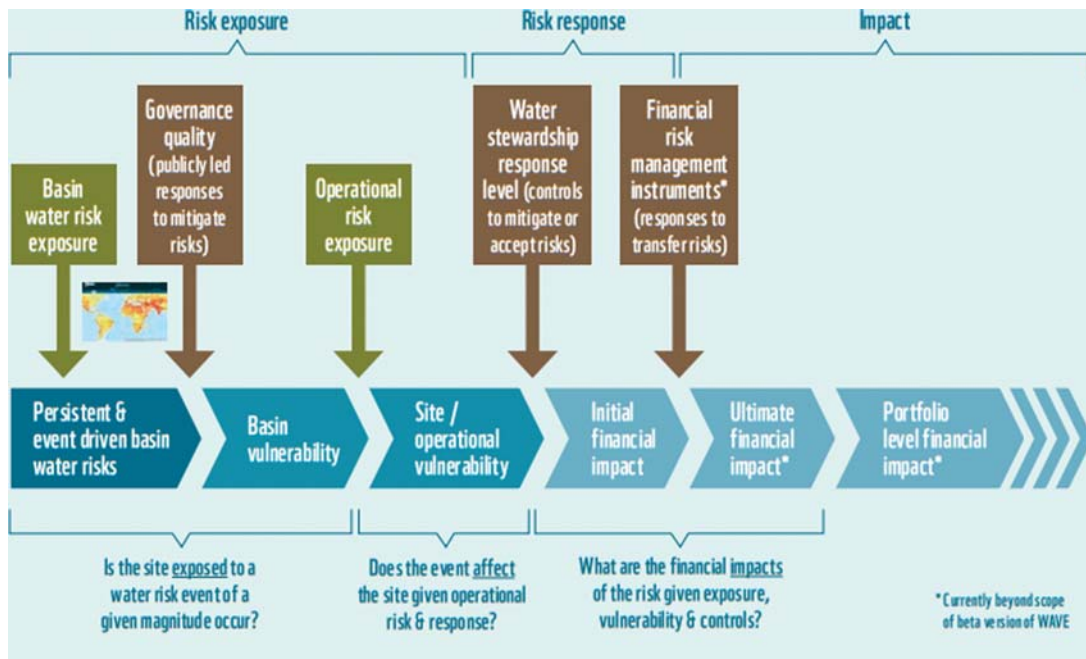 Risk exposure
Risk response
Impact
Basin
water risk
exposure
Governance
quality
(publicly led
responses
to mitigate
risks)
Operational
risk
exposure
Water
stewardship
response
level (controls
to mitigate or
accept risks)
Financial
risk
management
instruments*
(responses to
transfer risks)
Persistent &
event driven basin
water risks
Basin
vulnerability
Site /
operational
vulnerability
Initial
financial
impact
Ultimate
financial
impact*
Portfolio
level financial
impact*
Is the site exposed to a
water risk event of a
given magnitude occur?
Does the event affect
the site given operational
risk & response?
What are the financial impacts
of the risk given exposure,
vulnerability & controls?
* Currently beyond scope
of beta version of WAVE